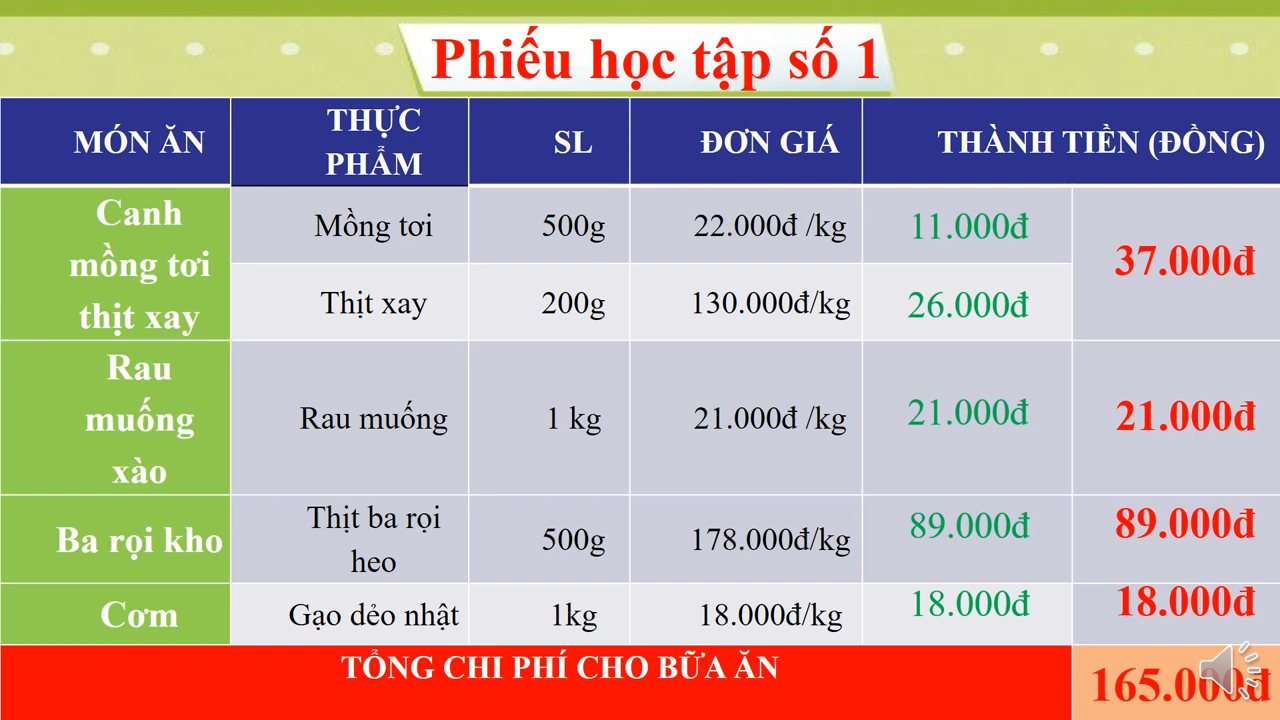 Phiếu học tập số 1
MÓN ĂN
THỰC
PHẨM
SL
ĐƠN GIÁ
THÀNH TIỀN (ĐỒNG)
Canh
mồng tơi
thịt xay
Mồng tơi
500g
22.000đ /kg
11.000đ
37.000đ
Thịt xay
200g
130.000đ/kg
26.000đ
Rau
muống
xào
Rau muống
1 kg
21.000đ /kg
21.000đ
21.000đ
Ba rọi kho
Thịt ba rọi
heo
500g
178.000đ/kg
89.000đ
89.000đ
Cơm
Gạo dẻo nhật
1kg
18.000đ/kg
18.000đ
18.000đ
TỔNG CHI PHÍ CHO BỮA ĂN
165.000đ